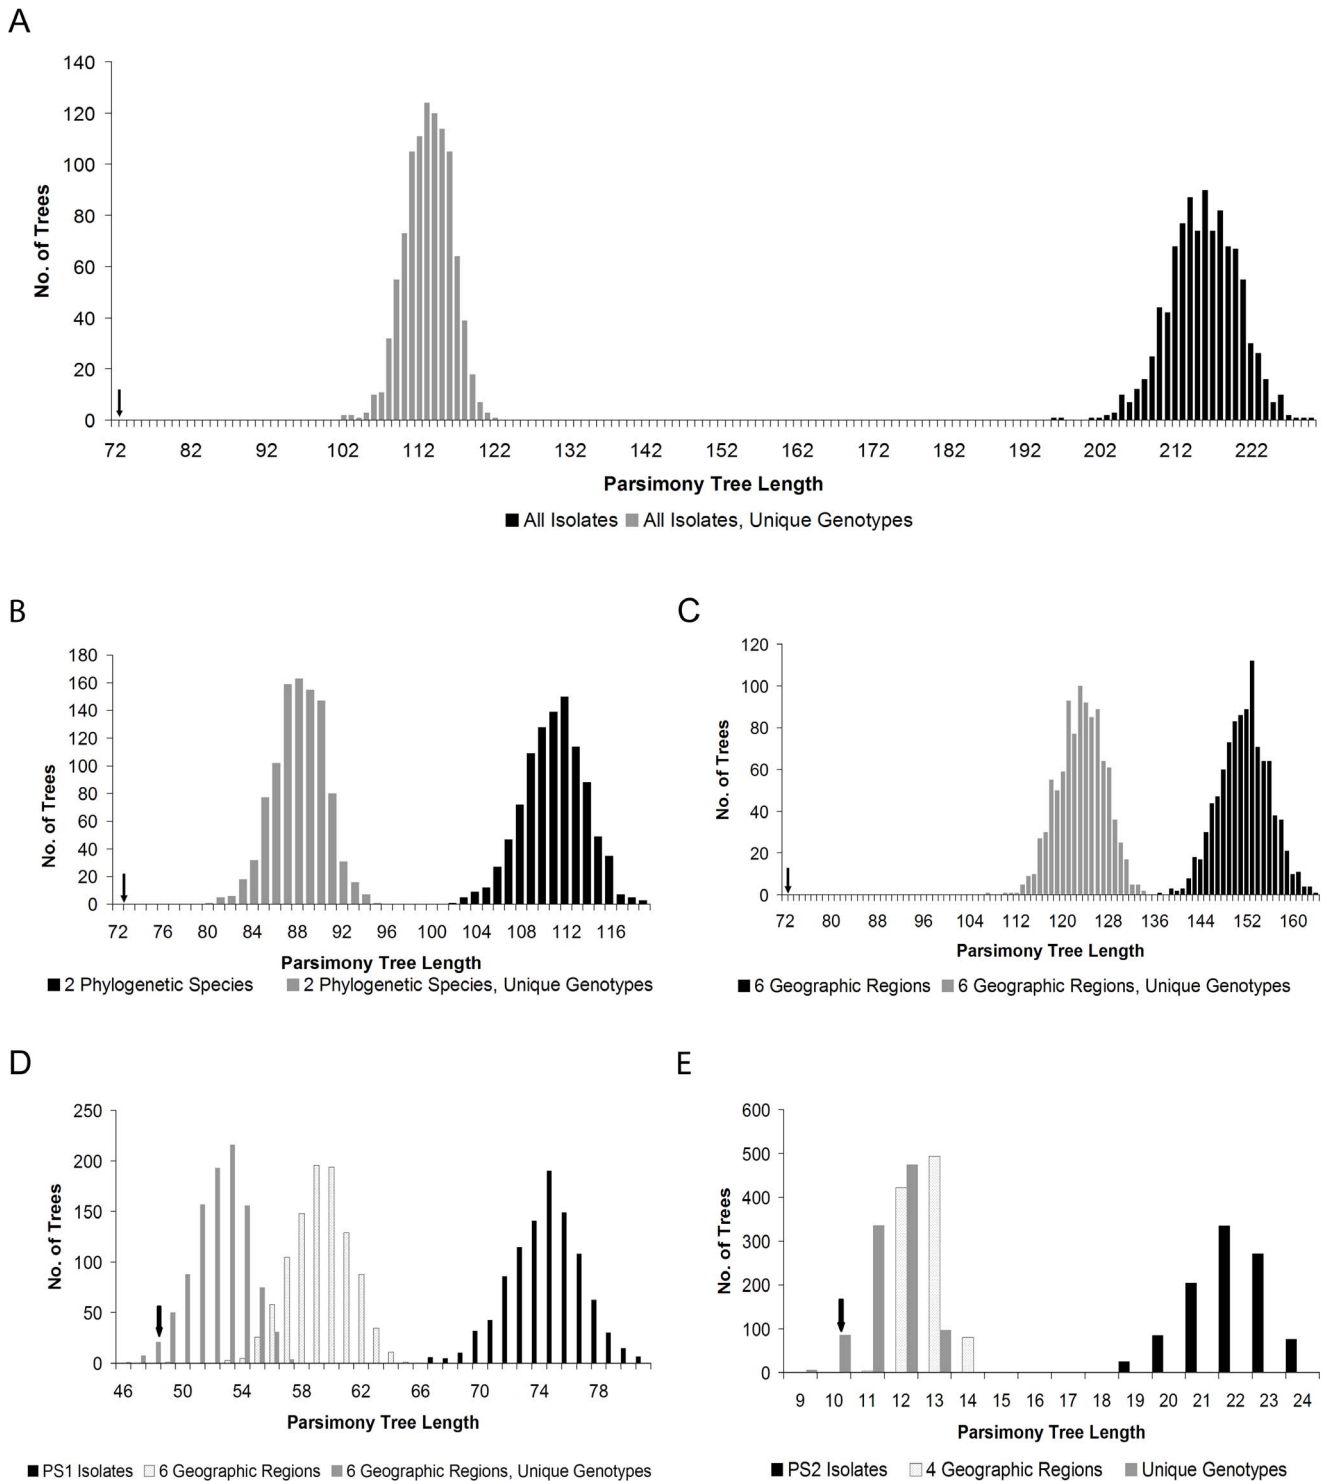 A
140
120
100
80
60
40
20
0
No. of Trees
72 82 92 102 112 122 132 142 152 162 172 182 192 202 212 222
Parsimony Tree Length
All Isolates All Isolates, Unique Genotypes
B
180
160
140
120
100
80
60
40
20
0
No. of Trees
72 76 80 84 88 92 96 100 104 108 112 116
Parsimony Tree Length
2 Phylogenetic Species 2 Phylogenetic Species, Unique Genotypes
C
120
100
80
60
40
20
0
No. of Trees
72 80 88 96 104 112 120 128 136 144 152 160
Parsimony Tree Length
6 Geographic Regions 6 Geographic Regions, Unique Genotypes
D
250
200
150
100
50
0
No. of Trees
46 50 54 58 62 66 70 74 78
Parsimony Tree Length
PS1 Isolates 6 Geographic Regions 6 Geographic Regions, Unique Genotypes
E
600
500
400
300
200
100
0
No. of Trees
9 10 11 12 13 14 15 16 17 18 19 20 21 22 23 24
Parsimony Tree Length
PS2 Isolates 4 Geographic Regions Unique Genotypes